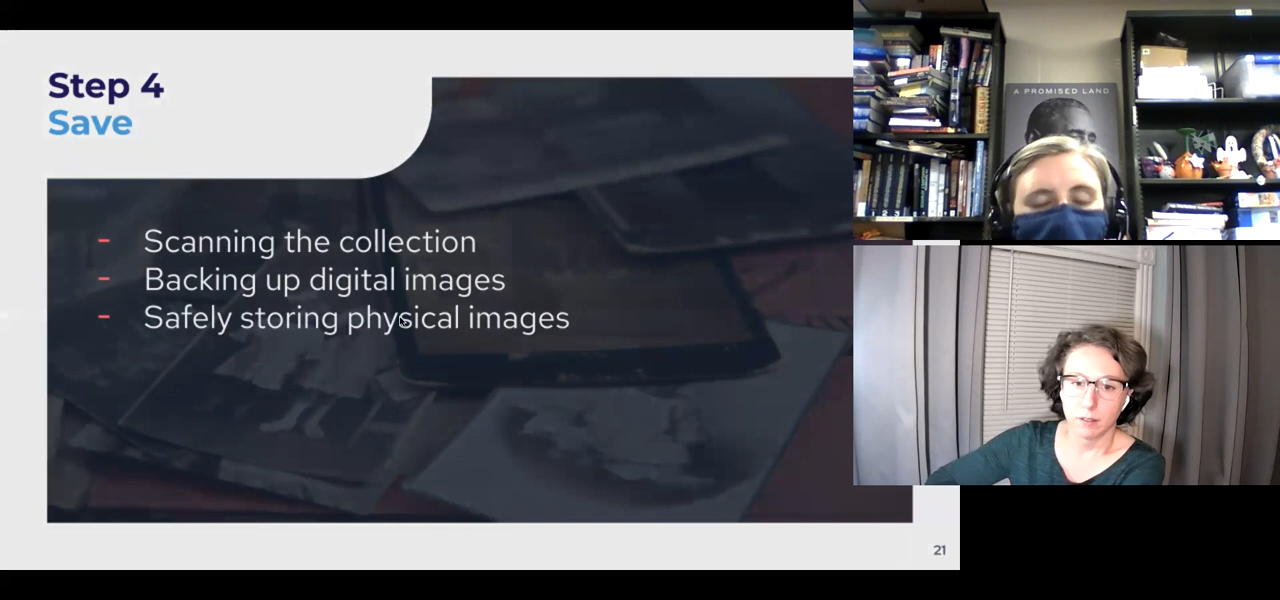 Step 4
Save
- Scanning the collection
- Backing up digital images
- Safely storing physical images
21
A PROMISED LAND